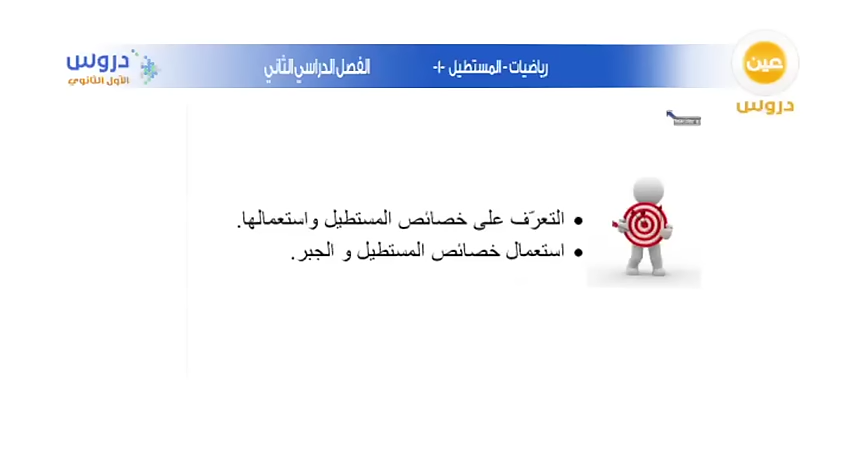 عين
دروس
رياضيات - المستطيل -١-
الفصل الدراسي الثاني
دروس
الأول الثانوي
• التعرّف على خصائص المستطيل واستعمالها.
• استعمال خصائص المستطيل و الجبر.